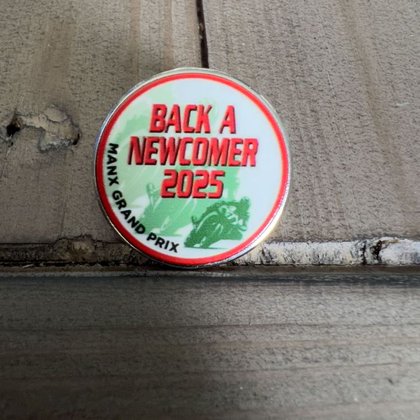 BACK A
NEWCOMER
2025
MANX GRAND PRIX